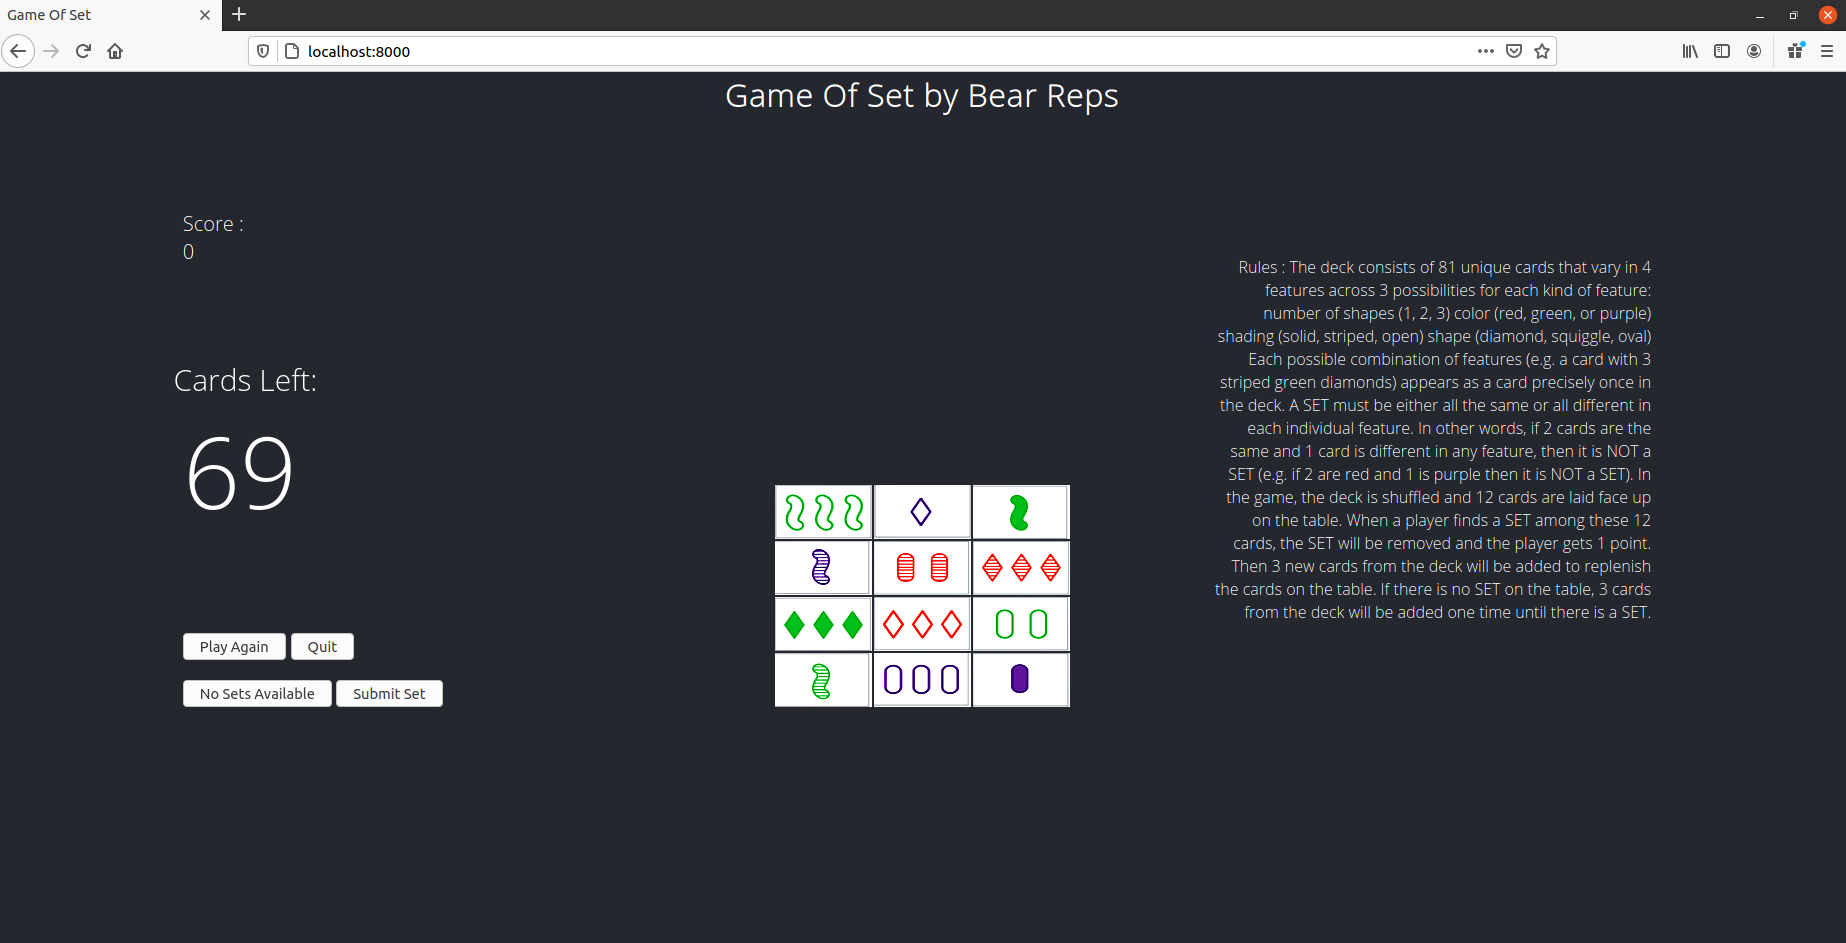 Game Of Set
localhost:8000
Game Of Set by Bear Reps
Score :
0
Cards Left:
69
Play Again
Quit
No Sets Available
Submit Set
Rules : The deck consists of 81 unique cards that vary in 4
features across 3 possibilities for each kind of feature:
number of shapes (1, 2, 3) color (red, green, or purple)
shading (solid, striped, open) shape (diamond, squiggle, oval)
Each possible combination of features (e.g. a card with 3
striped green diamonds) appears as a card precisely once in
the deck. A SET must be either all the same or all different in
each individual feature. In other words, if 2 cards are the
same and 1 card is different in any feature, then it is NOT a
SET (e.g. if 2 are red and 1 is purple then it is NOT a SET). In
the game, the deck is shuffled and 12 cards are laid face up
on the table. When a player finds a SET among these 12
cards, the SET will be removed and the player gets 1 point.
Then 3 new cards from the deck will be added to replenish
the cards on the table. If there is no SET on the table, 3 cards
from the deck will be added one time until there is a SET.